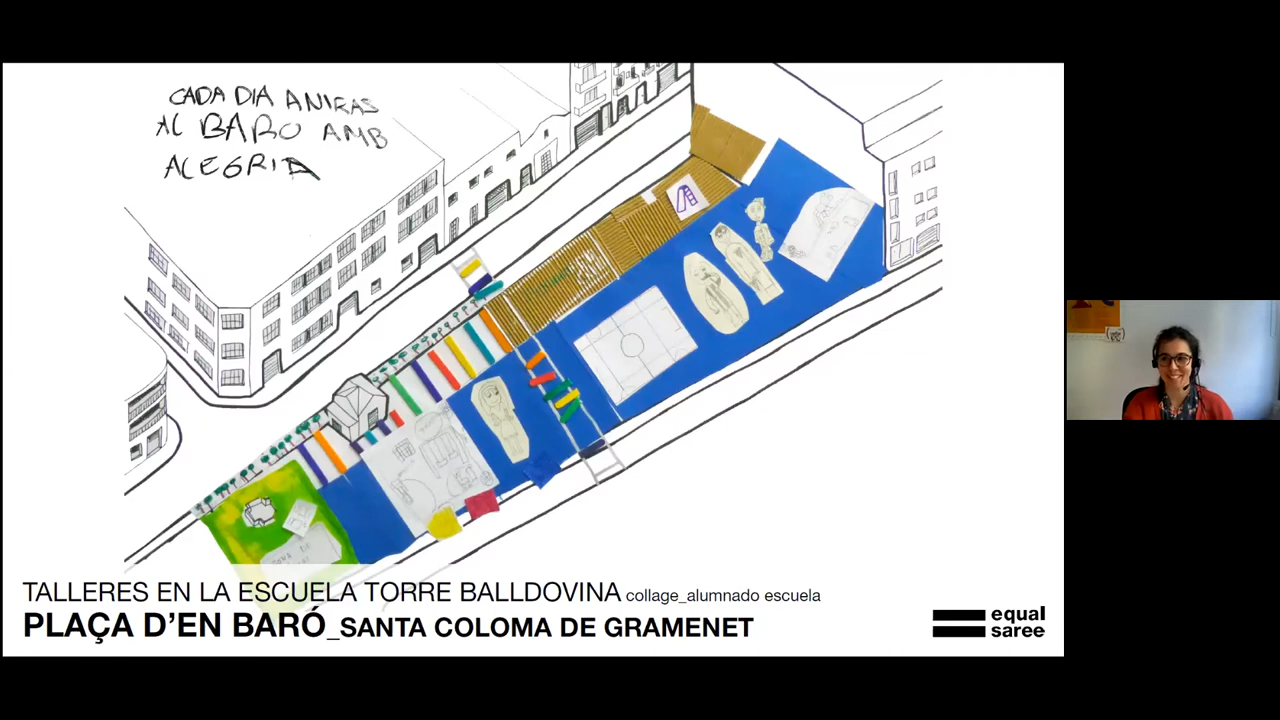 CADA DIA ANIRAS
AL BARO AMB
ALEGRIA
TALLERES EN LA ESCUELA TORRE BALLDOVINA collage_alumnado escuela
PLAÇA D'EN BARÓ_SANTA COLOMA DE GRAMENET
equal
saree